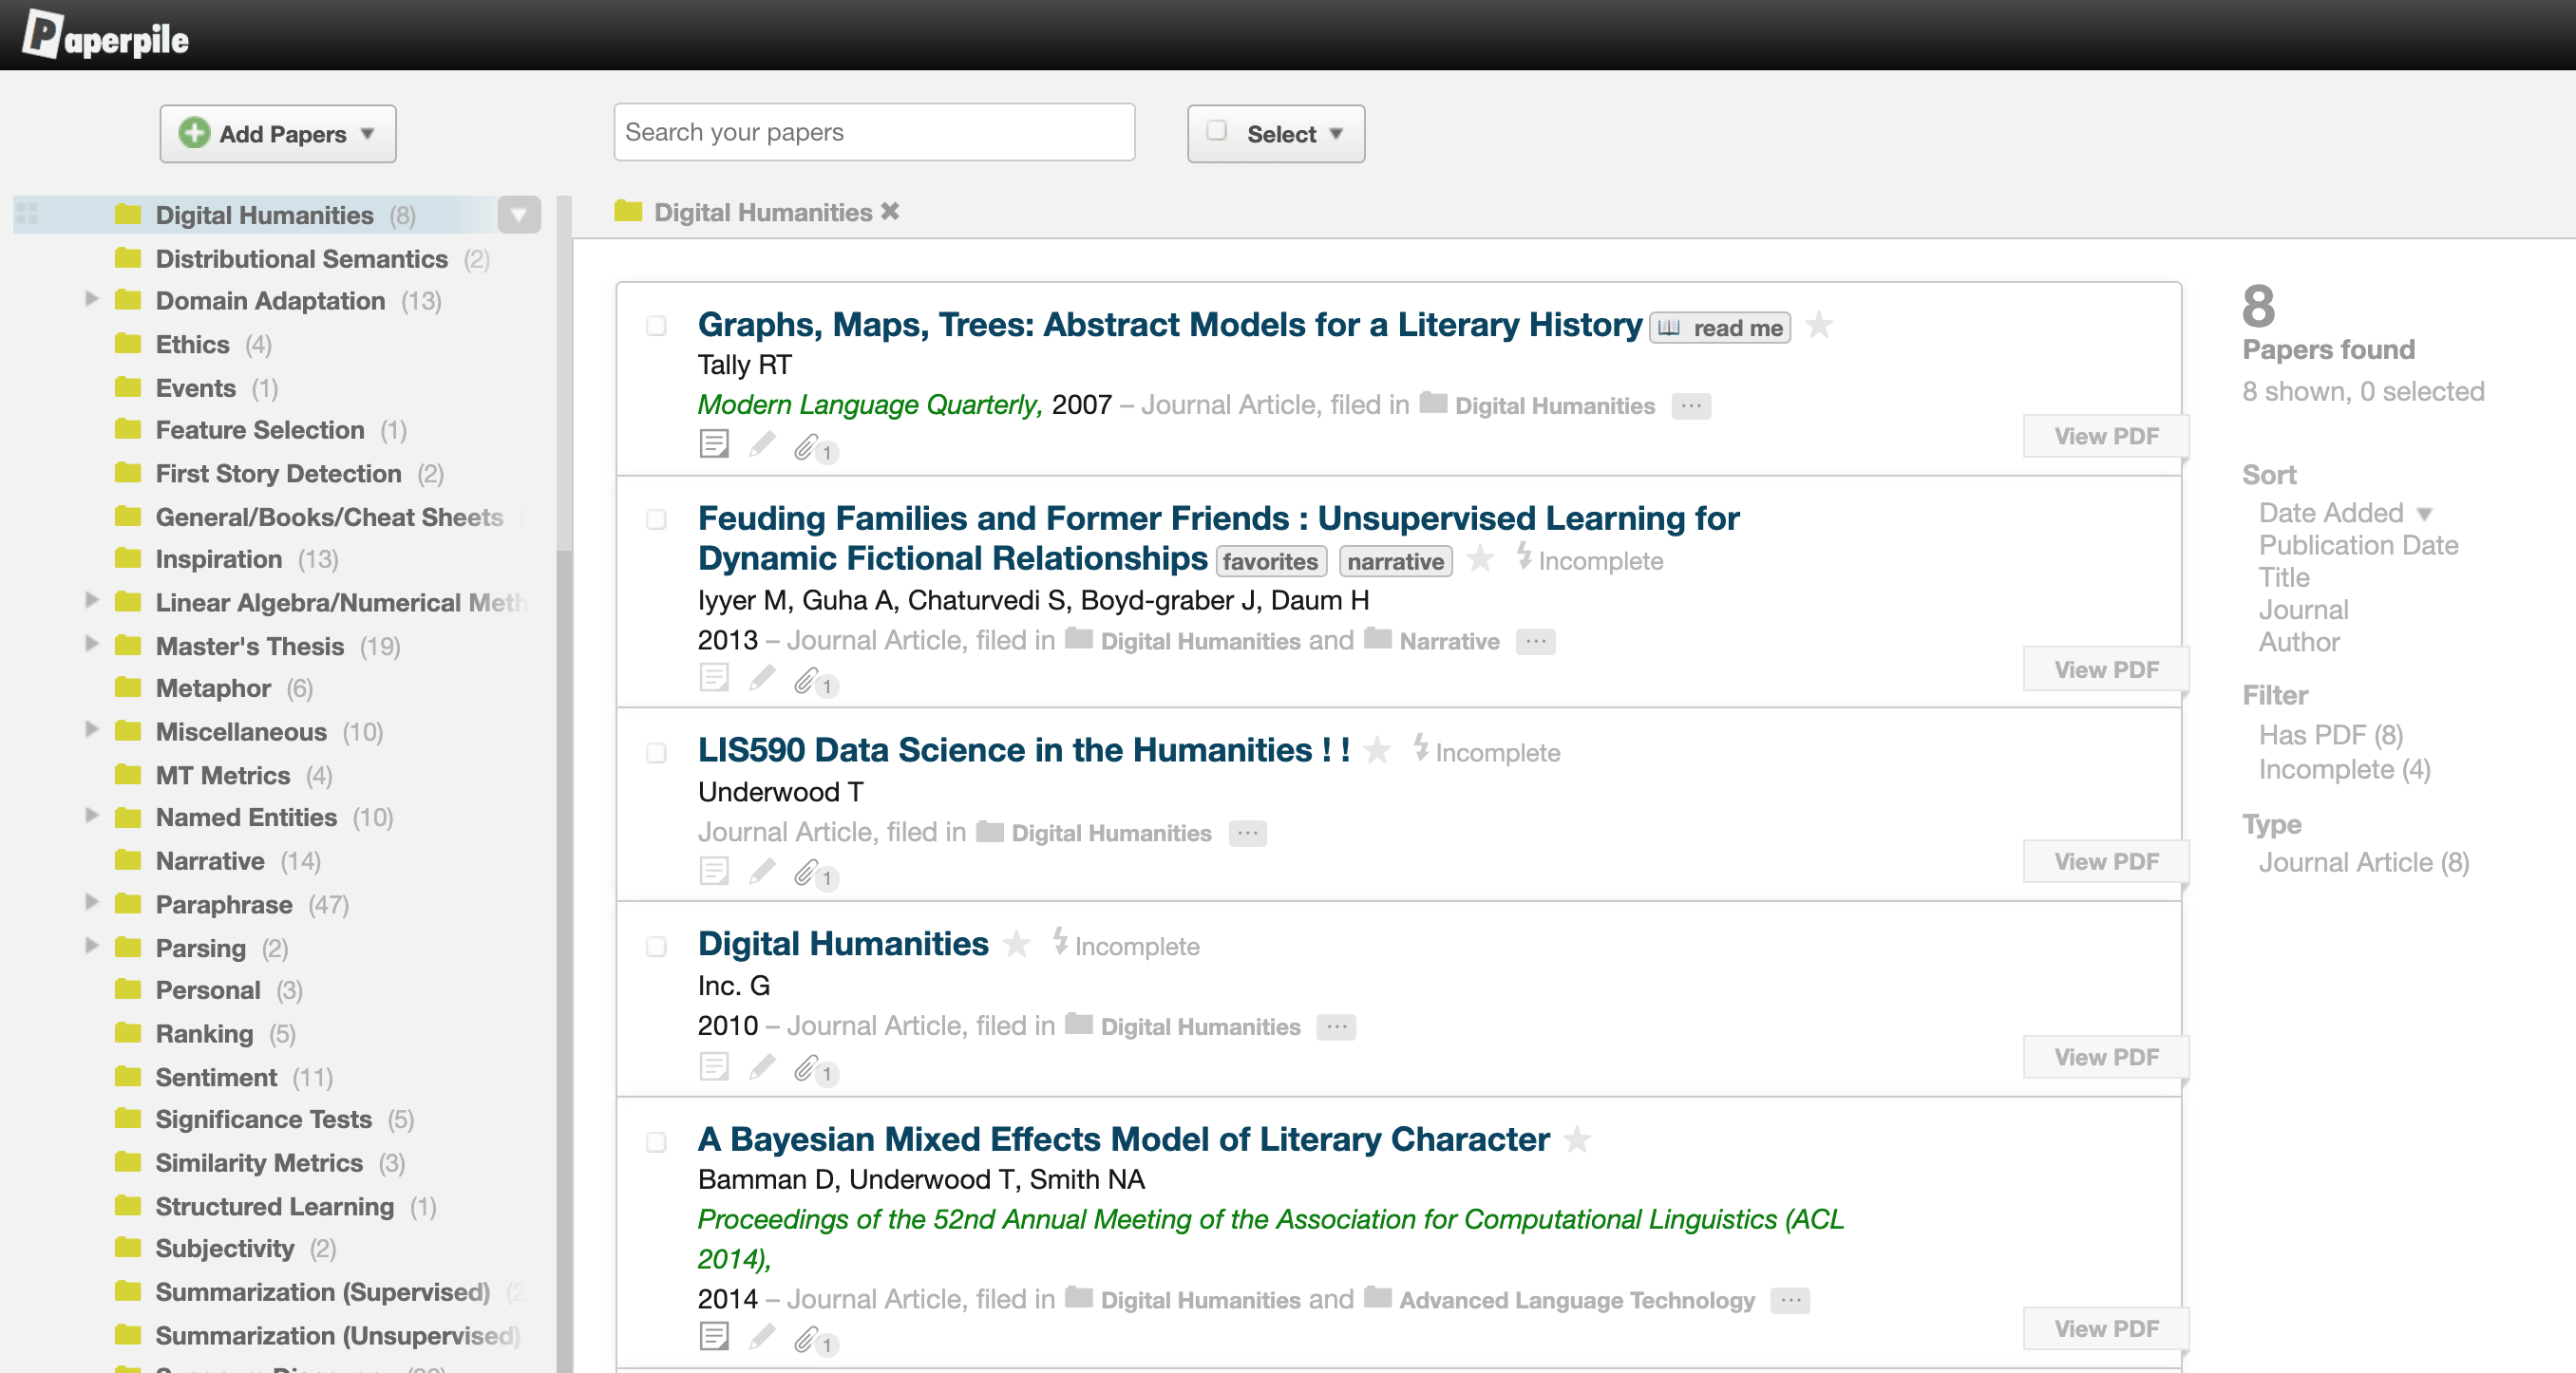 Paperpile
Add Papers
Search your papers
Select
Digital Humanities (8)
Distributional Semantics (2)
Domain Adaptation (13)
Ethics (4)
Events (1)
Feature Selection (1)
First Story Detection (2)
General/Books/Cheat Sheets
Inspiration (13)
Linear Algebra/Numerical Meth
Master's Thesis (19)
Metaphor (6)
Miscellaneous (10)
MT Metrics (4)
Named Entities (10)
Narrative (14)
Paraphrase (47)
Parsing (2)
Personal (3)
Ranking (5)
Sentiment (11)
Significance Tests (5)
Similarity Metrics (3)
Structured Learning (1)
Subjectivity (2)
Summarization (Supervised) (2
Summarization (Unsupervised)
Digital Humanities ✖
Graphs, Maps, Trees: Abstract Models for a Literary History read me
Tally RT
Modern Language Quarterly, 2007 – Journal Article, filed in Digital Humanities ...
1
View PDF
Feuding Families and Former Friends : Unsupervised Learning for
Dynamic Fictional Relationships favorites narrative Incomplete
Iyyer M, Guha A, Chaturvedi S, Boyd-graber J, Daum H
2013 – Journal Article, filed in Digital Humanities and Narrative ...
1
View PDF
LIS590 Data Science in the Humanities ! ! Incomplete
Underwood T
Journal Article, filed in Digital Humanities ...
1
View PDF
Digital Humanities Incomplete
Inc. G
2010 – Journal Article, filed in Digital Humanities ...
1
View PDF
A Bayesian Mixed Effects Model of Literary Character
Bamman D, Underwood T, Smith NA
Proceedings of the 52nd Annual Meeting of the Association for Computational Linguistics (ACL
2014),
2014 – Journal Article, filed in Digital Humanities and Advanced Language Technology ...
1
View PDF
8
Papers found
8 shown, 0 selected
Sort
Date Added
Publication Date
Title
Journal
Author
Filter
Has PDF (8)
Incomplete (4)
Type
Journal Article (8)